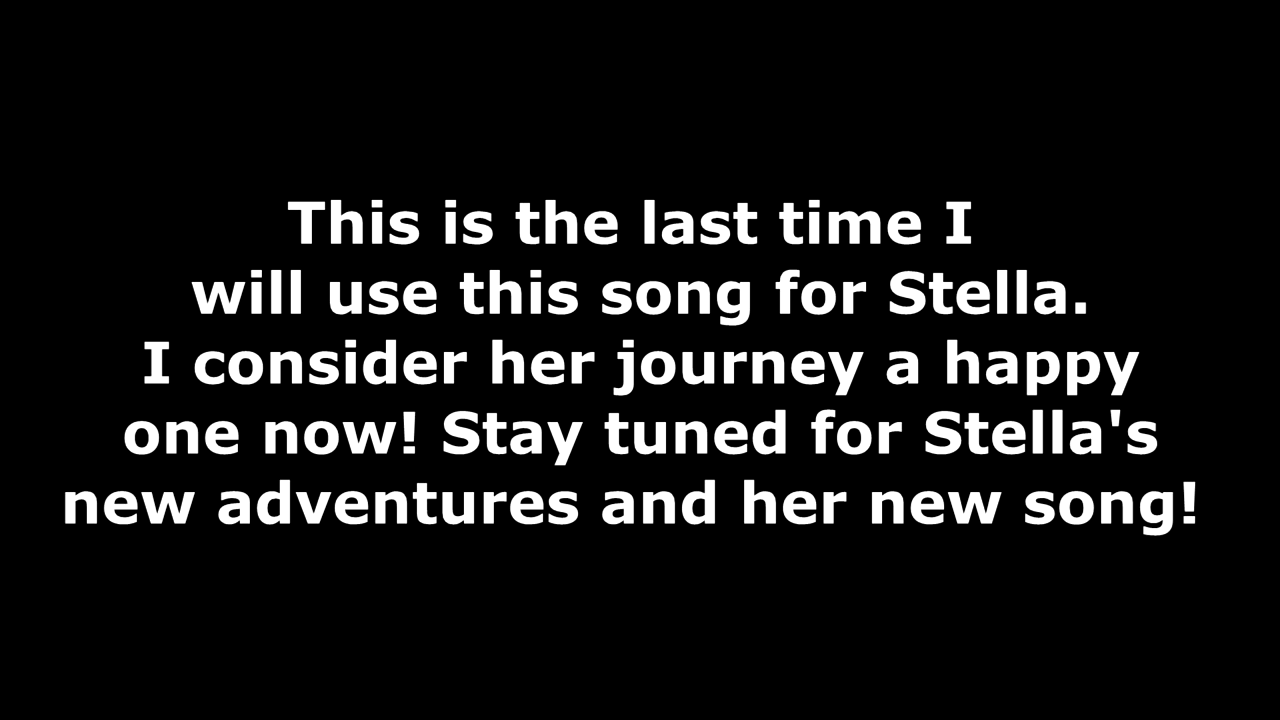 This is the last time I
will use this song for Stella.
I consider her journey a happy
one now! Stay tuned for Stella's
new adventures and her new song!